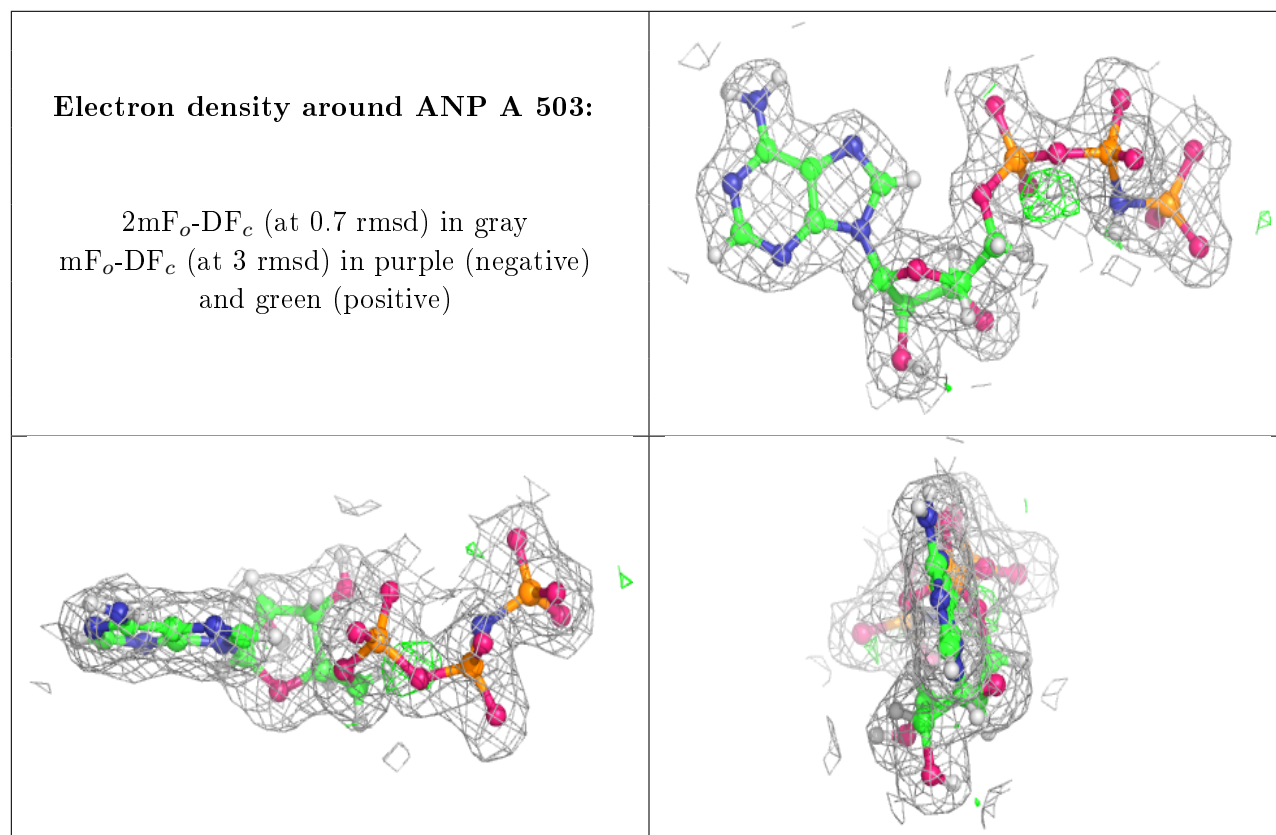 Electron density around ANP A 503:
2mFₒ-DF𝒸 (at 0.7 rmsd) in gray
mFₒ-DF𝒸 (at 3 rmsd) in purple (negative)
and green (positive)